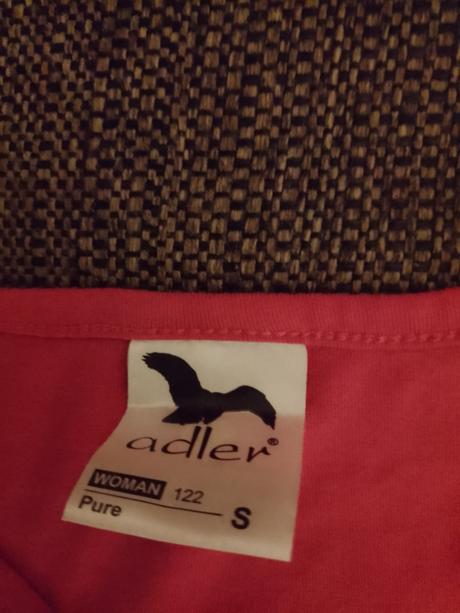 adler®
WOMAN 122
Pure
S